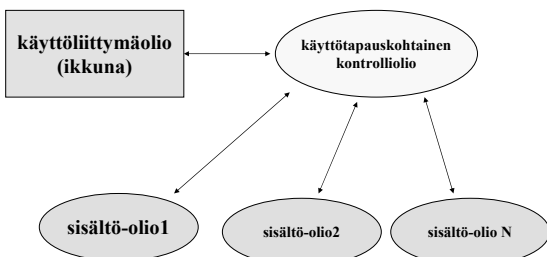 käyttöliittymäolio
(ikkuna)
käyttötapauskohtainen
kontrolliolio
sisältö-olio1
sisältö-olio2
sisältö-olio N